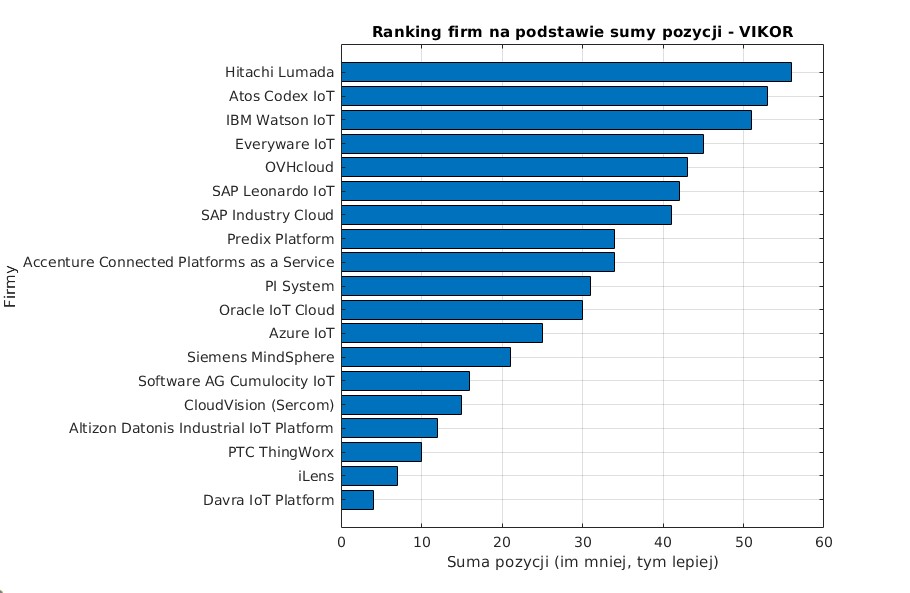 Ranking firm na podstawie sumy pozycji - VIKOR
Firmy
Hitachi Lumada
Atos Codex IoT
IBM Watson IoT
Everyware IoT
OVHcloud
SAP Leonardo IoT
SAP Industry Cloud
Predix Platform
Accenture Connected Platforms as a Service
PI System
Oracle IoT Cloud
Azure IoT
Siemens MindSphere
Software AG Cumulocity IoT
CloudVision (Sercom)
Altizon Datonis Industrial IoT Platform
PTC ThingWorx
iLens
Davra IoT Platform
0 10 20 30 40 50 60
Suma pozycji (im mniej, tym lepiej)